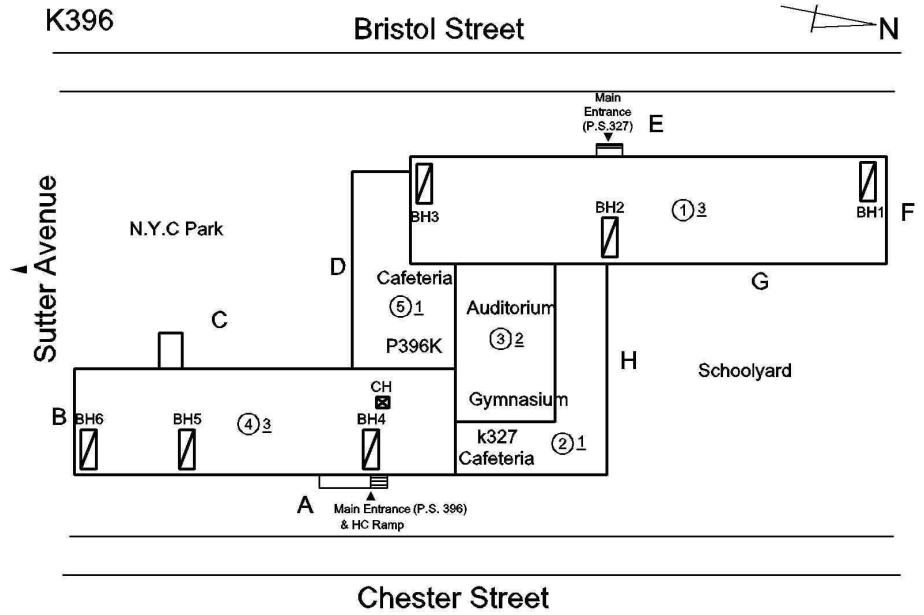 K396
Bristol Street
N
Main
Entrance
(P.S.327)
E
Sutter Avenue
N.Y.C Park
BH3
BH2
① 3
BH1
F
D
Cafeteria
⑤ 1
P396K
Auditorium
③ 2
Gymnasium
G
H
Schoolyard
C
B
BH6
BH5
④ 3
CH
BH4
k327
Cafeteria
② 1
A
Main Entrance (P.S. 396)
& HC Ramp
Chester Street